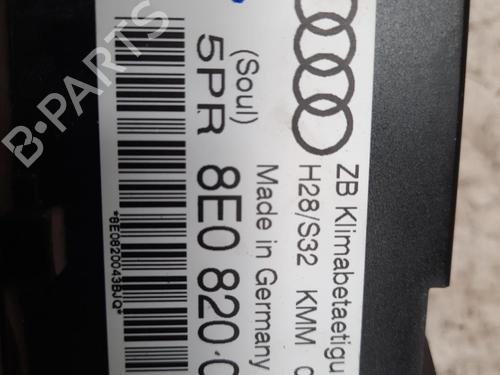 ZB Klimabetaetigu
H28/S32 KMM
Made in Germany
8E0 820
5PR
(Soul)
*8E0820043BJQ*
B-PARTS